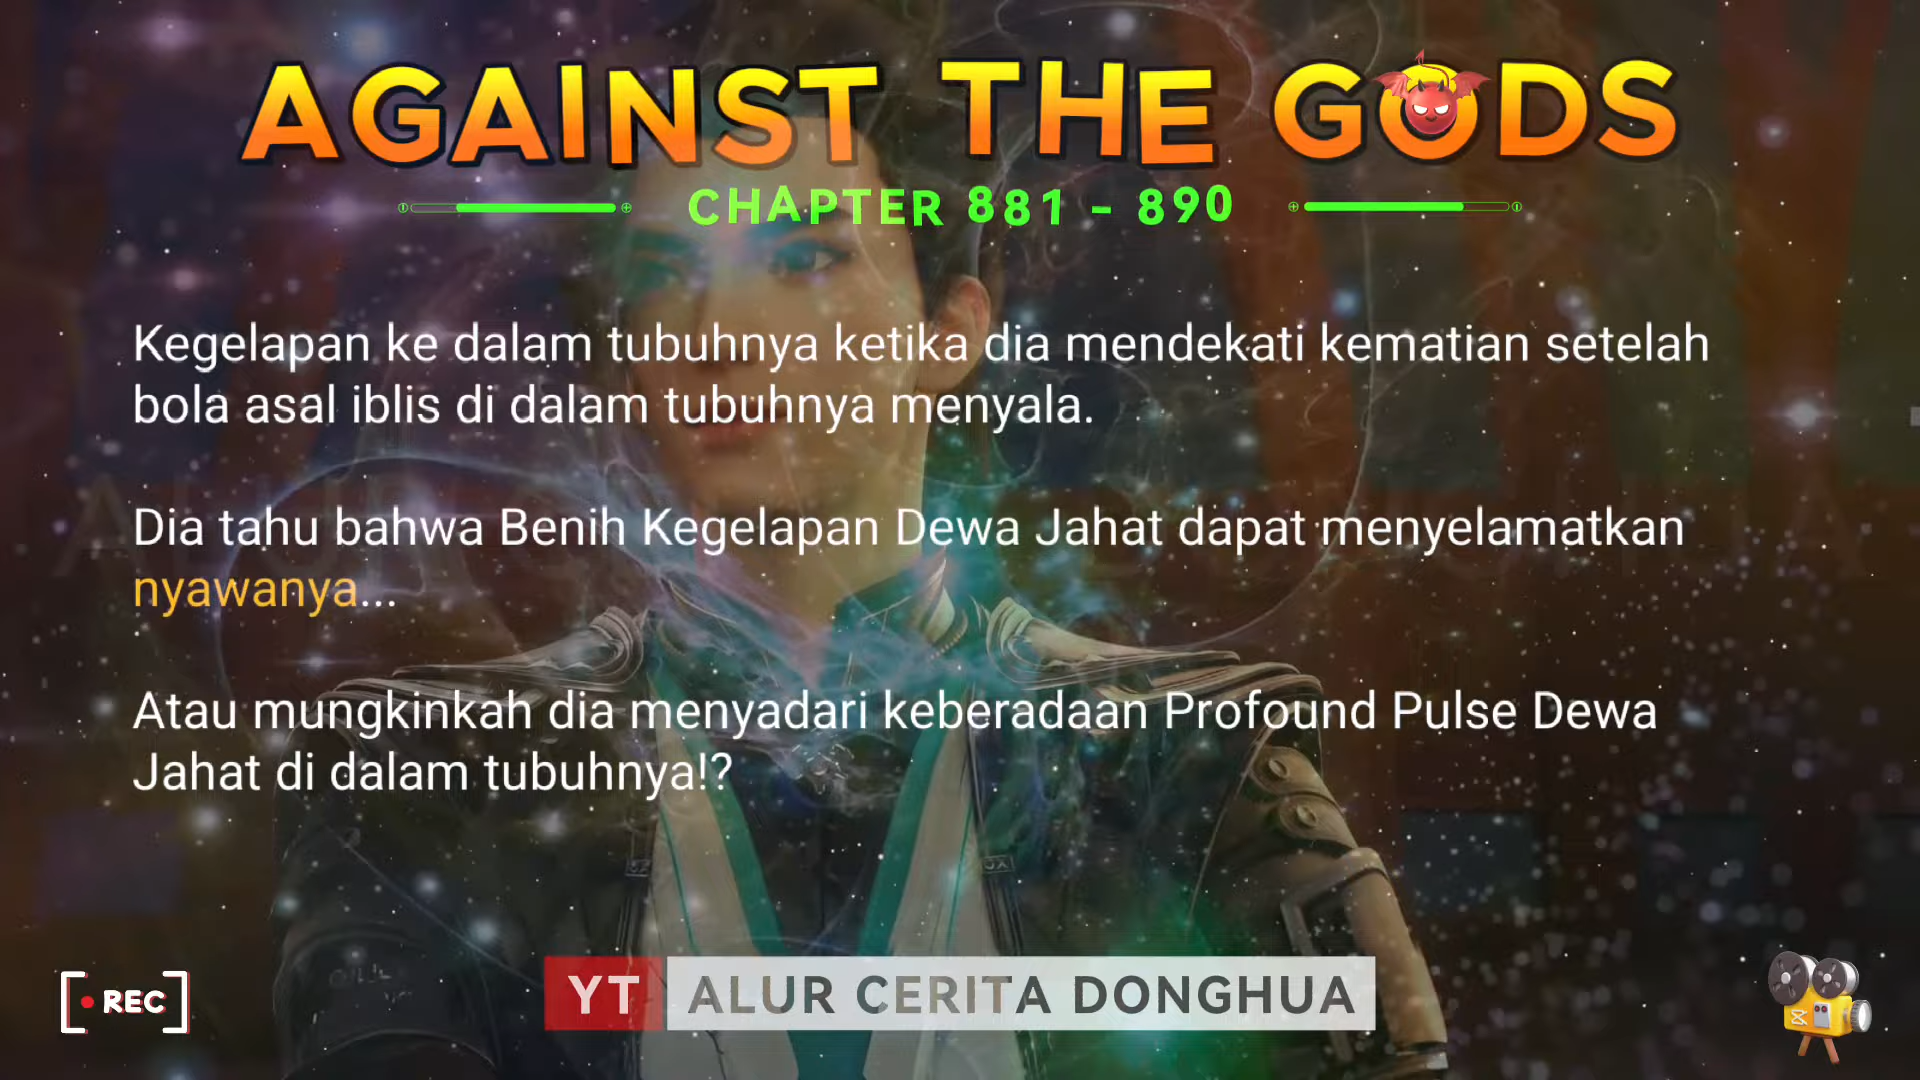 AGAINST THE GODS
CHAPTER 881 - 890
Kegelapan ke dalam tubuhnya ketika dia mendekati kematian setelah
bola asal iblis di dalam tubuhnya menyala.
Dia tahu bahwa Benih Kegelapan Dewa Jahat dapat menyelamatkan
nyawanya...
Atau mungkinkah dia menyadari keberadaan Profound Pulse Dewa
Jahat di dalam tubuhnya!?
REC
YT ALUR CERITA DONGHUA